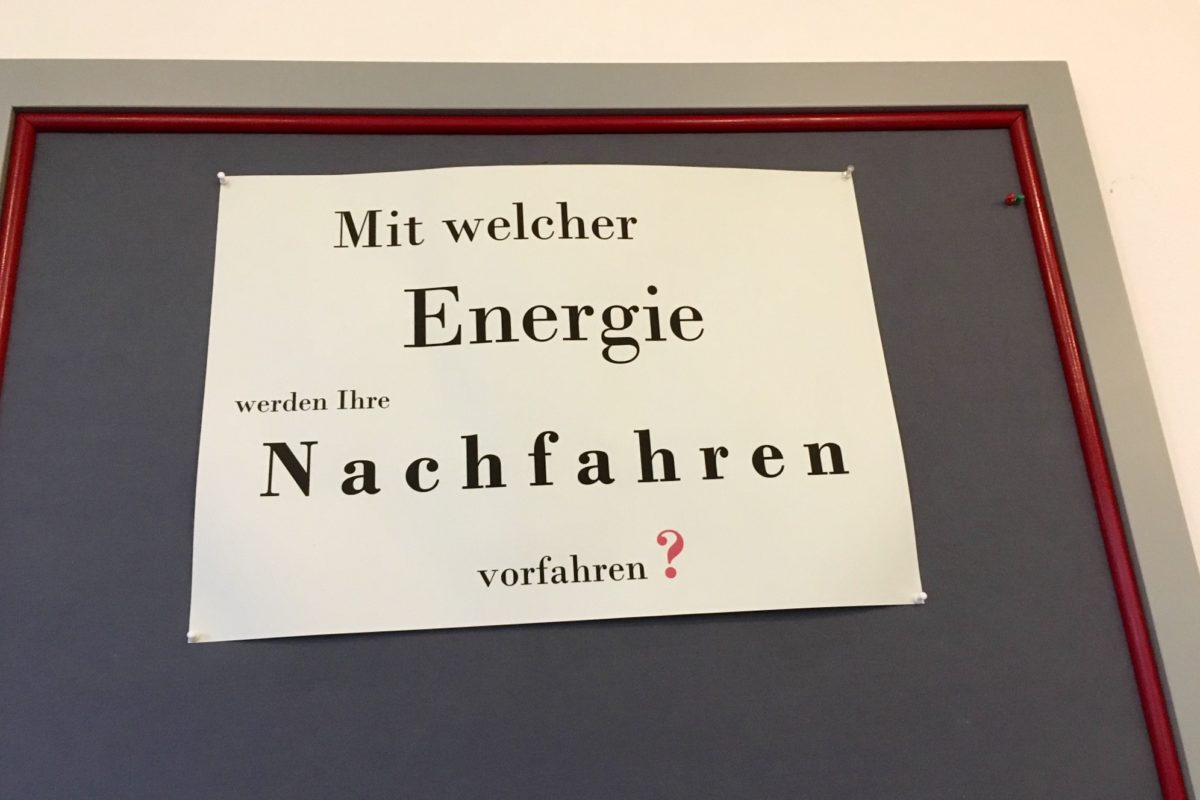 Mit welcher
Energie
werden Ihre
Nachfahren
vorfahren?